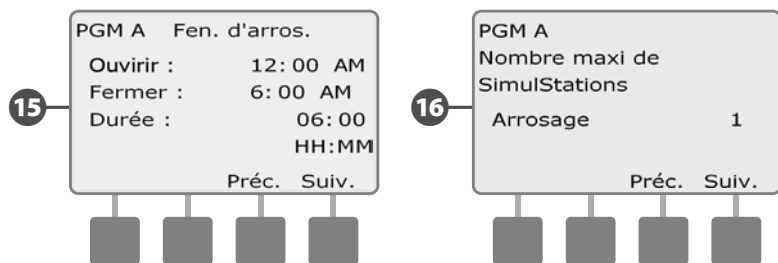 15
PGM A Fen. d'arros.
Ouvirir : 12:00 AM
Fermer : 6:00 AM
Durée : 06:00
HH:MM
Préc. Suiv.
16
PGM A
Nombre maxi de
SimulStations
Arrosage 1
Préc. Suiv.